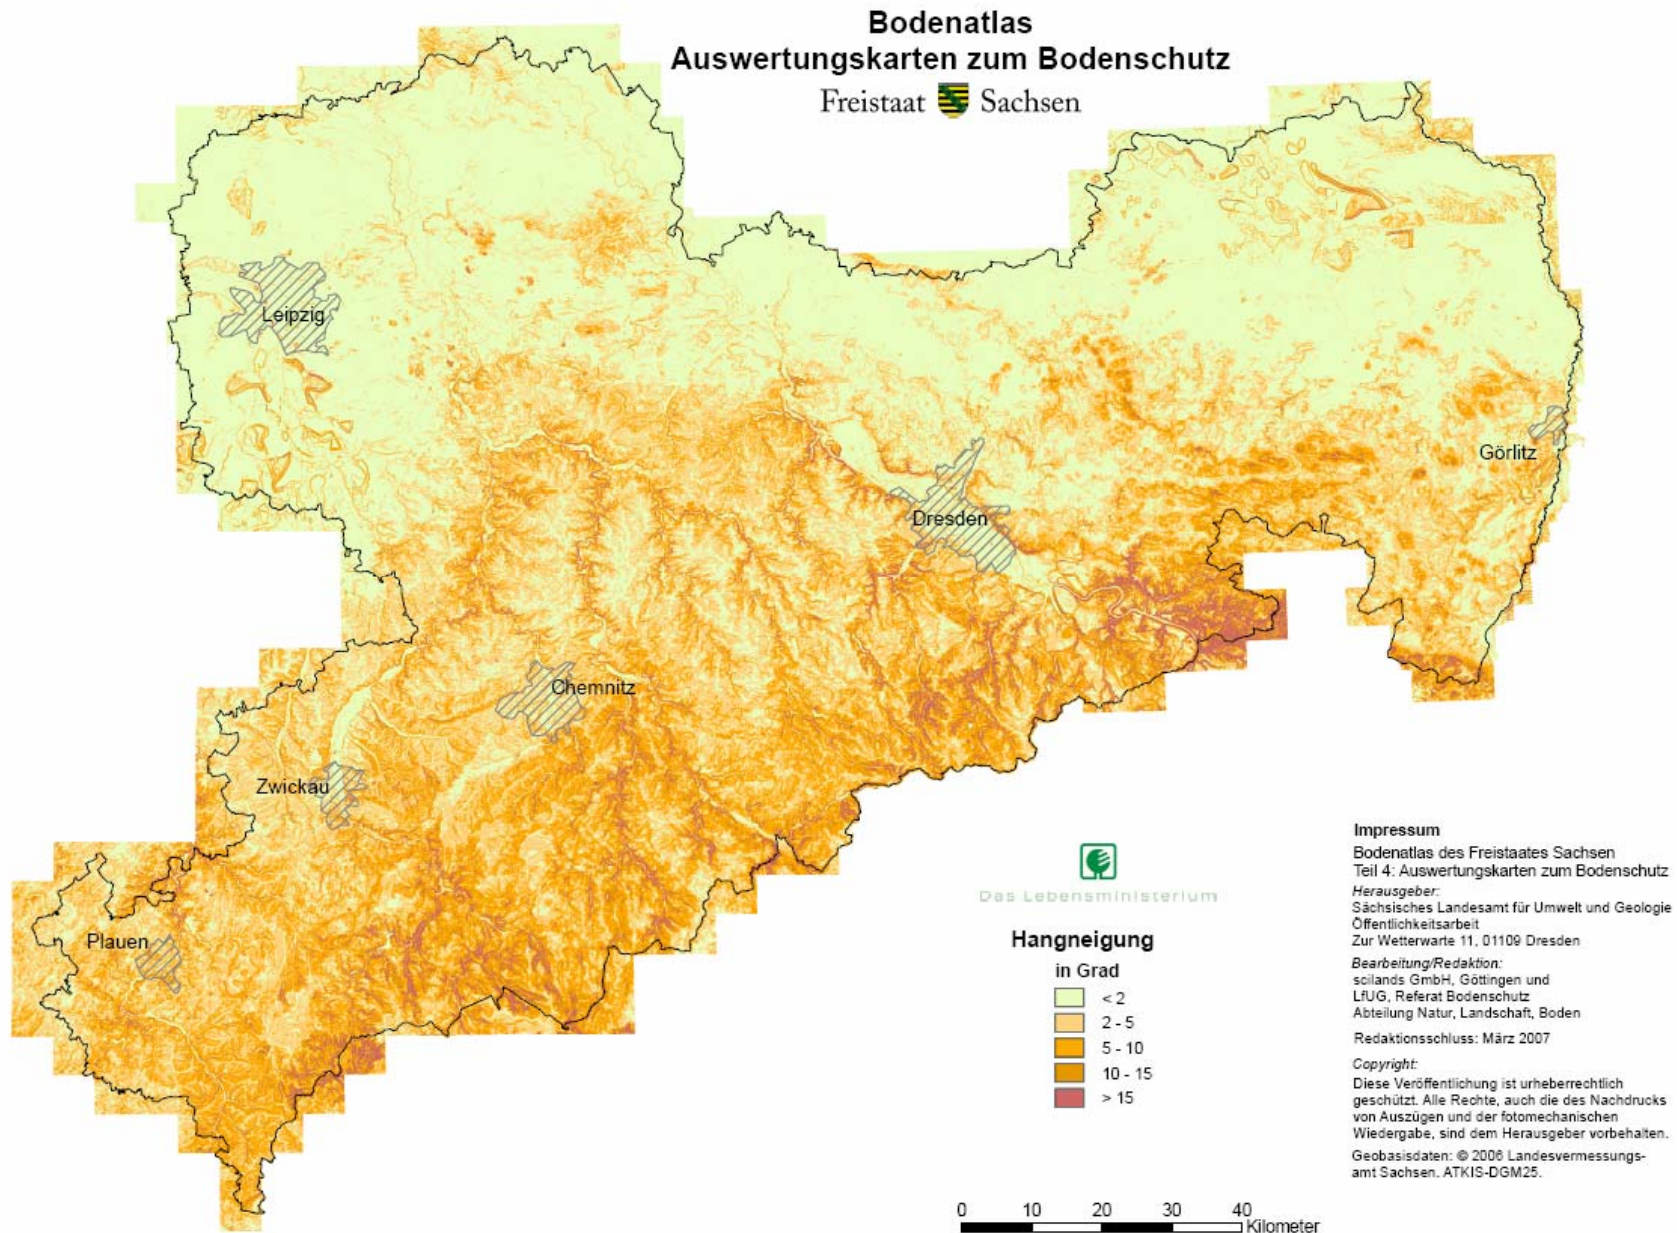 Bodenatlas
Auswertungskarten zum Bodenschutz
Freistaat Sachsen
Leipzig
Görlitz
Dresden
Chemnitz
Zwickau
Plauen
Das Lebensministerium
Hangneigung
in Grad
< 2
2 - 5
5 - 10
10 - 15
> 15
0 10 20 30 40
Kilometer
Impressum
Bodenatlas des Freistaates Sachsen
Teil 4: Auswertungskarten zum Bodenschutz
Herausgeber:
Sächsisches Landesamt für Umwelt und Geologie
Öffentlichkeitsarbeit
Zur Wetterwarte 11, 01109 Dresden
Bearbeitung/Redaktion:
scilands GmbH, Göttingen und
LfUG, Referat Bodenschutz
Abteilung Natur, Landschaft, Boden
Redaktionsschluss: März 2007
Copyright:
Diese Veröffentlichung ist urheberrechtlich
geschützt. Alle Rechte, auch die des Nachdrucks
von Auszügen und der fotomechanischen
Wiedergabe, sind dem Herausgeber vorbehalten.
Geobasisdaten: © 2006 Landesvermessungs-
amt Sachsen. ATKIS-DGM25.